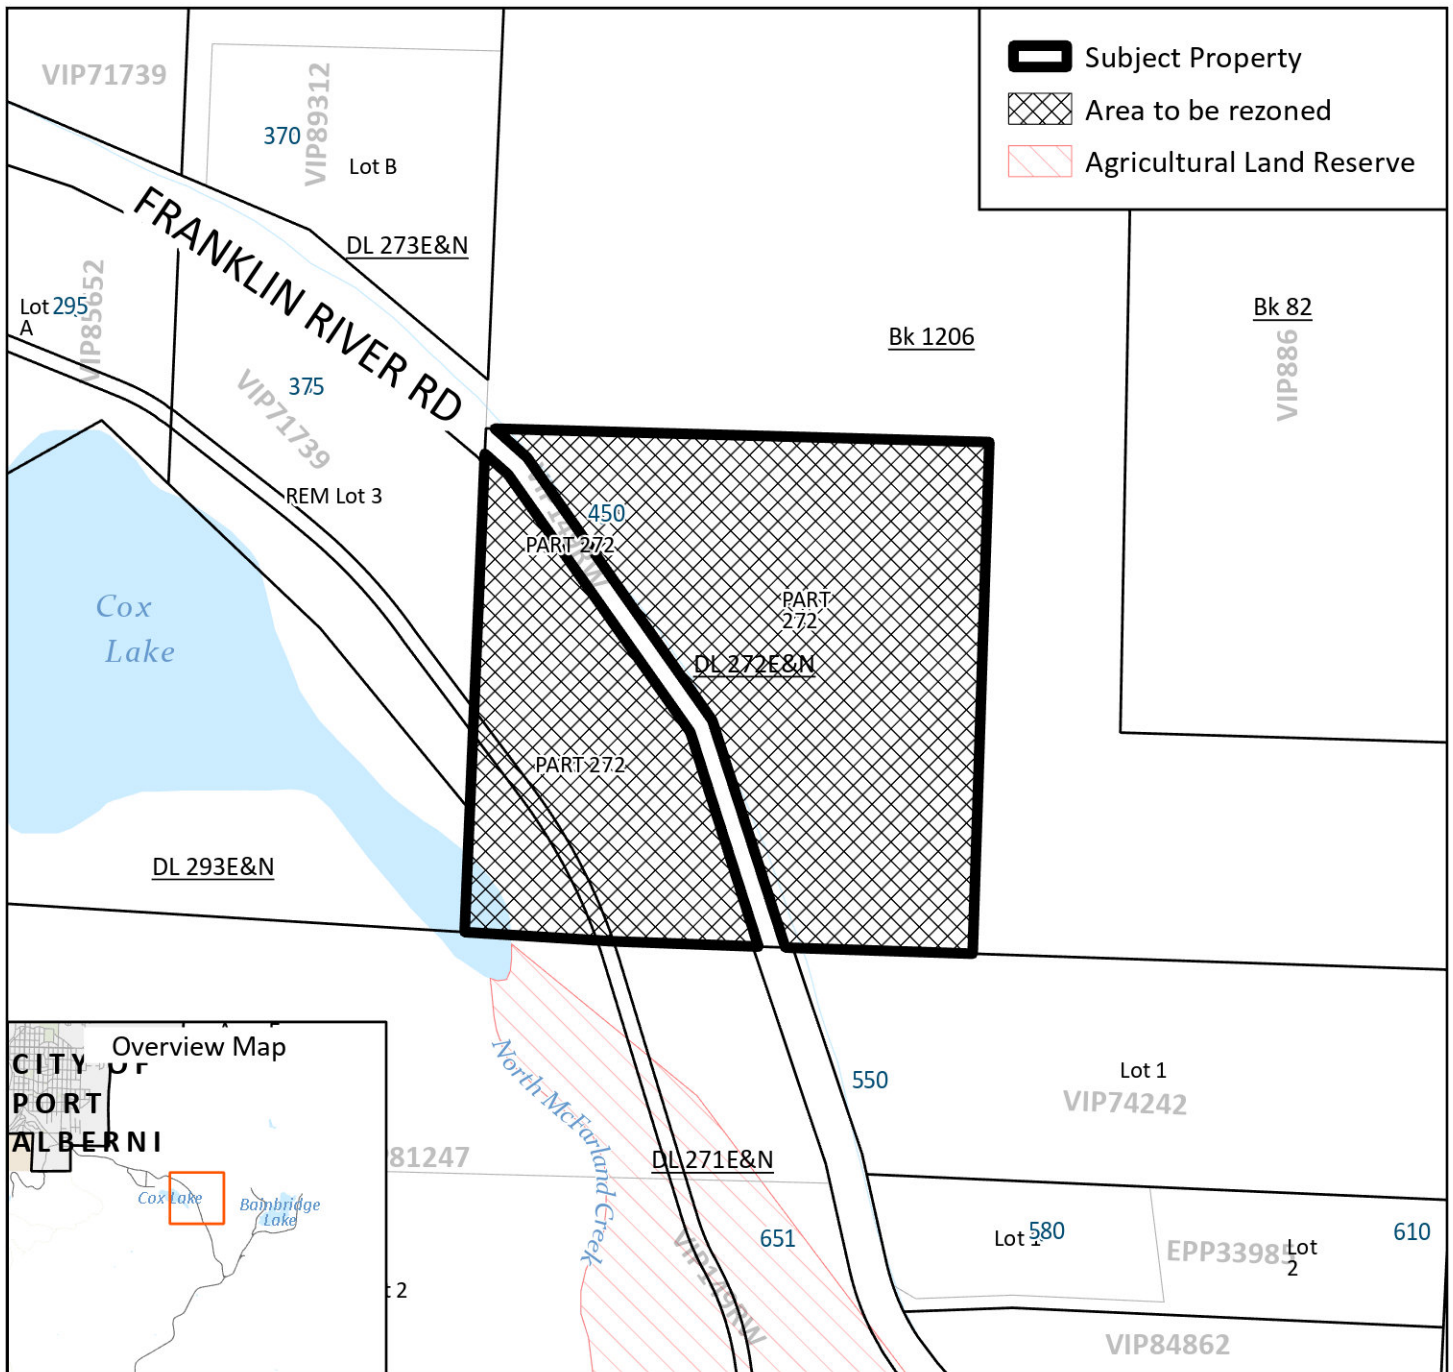 Subject Property
Area to be rezoned
Agricultural Land Reserve
VIP71739
VIP89312
370
Lot B
DL 273E&N
FRANKLIN RIVER RD
Lot 295
A
VIP85652
375
VIP71739
REM Lot 3
Bk 1206
Bk 82
VIP886
450
PART 272
PART
272
DL 272E&N
PART 272
Cox
Lake
DL 293E&N
North McFarland Creek
550
Lot 1
VIP74242
81247
DL 271E&N
651
VIP149RW
Lot 1
580
EPP33985
Lot
2
610
VIP84862
2
Overview Map
CITY OF
PORT
ALBERNI
Cox Lake
Bainbridge
Lake